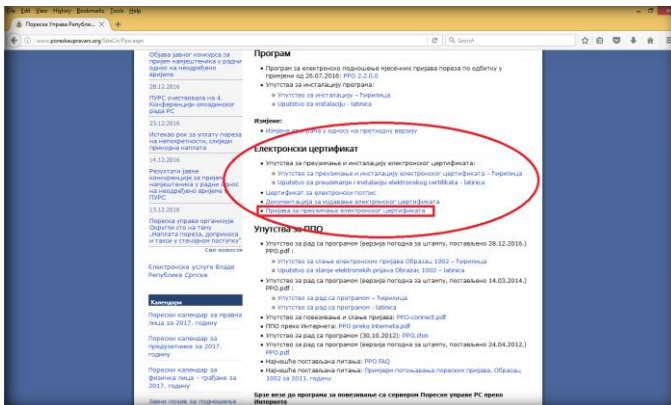 File Edit View History Bookmarks Tools Help
Пореска Управа Републи...
www.poreskaupravars.org/SiteCir/Ppo.aspx
Search
Објава јавног конкурса за
пријем намјештеника у радни
однос на неодређено
вријеме
28.12.2016
ПУРС учествовала на 4.
Конференцији омладинског
рада РС
23.12.2016
Истекао рок за уплату пореза
на непокретности, слиједи
принудна наплата
14.12.2016
Резултати јавне
конкуренције за пријем
намјештеника у радни однос
на неодређено вријеме у
ПУРС
13.12.2016
Пореска управа организује
Округли сто на тему
„Наплата пореза, доприноса
и такси у стечајном поступку“
Све новости
Електронске услуге Владе
Републике Српске
Календари
Порески календар за правна
лица за 2017. годину
Порески календар за
предузетнике за 2017.
годину
Порески календар за
физичка лица - грађане за
2017. годину
Јавни позив за подношење
Програм
Програм за електронско подношење мјесечних пријава пореза по одбитку у
примјени од 26.07.2016: PPO 2.2.0.0
Упутство за инсталацију програма:
Упутство за инсталацију – ћирилица
Uputstvo za instalaciju - latinica
Измјене:
Измјене програма у односу на претходну верзију
Електронски цертификат
Упутства за преузимање и инсталацију електронског цертификата:
Упутство за преузимање и инсталацију електронског цертификата – ћирилица
Uputstvo za preuzimanje i instalaciju elektronskog certifikata - latinica
Цертификат за електронски потпис
Документација за издавање електронског цертификата
Пријава за преузимање електронског цертификата
Упутства за ППО
Упутство за рад са програмом (верзија погодна за штампу, постављено 28.12.2016.)
PPO.pdf :
Упутство за слање електронских пријава Образац 1002 – ћирилица
Uputstvo za slanje elektronskih prijava Obrazac 1002 – latinica
Упутство за рад са програмом (верзија погодна за штампу, постављено 14.03.2014.)
PPO.pdf :
Упутство за рад са програмом – ћирилица
Упутство за рад са програмом - latinica
Упутство за повезивање и слање пријава: PPO-connect.pdf
ППО преко Интернета: PPO preko interneta.pdf
Упутство за рад са програмом (30.10.2012): PPO.chm
Упутство за рад са програмом (верзија погодна за штампу, постављено 24.04.2012.)
PPO.pdf
Најчешће постављана питања: PPO FAQ
Најчешће постављана питања: Примјери попуњавања пореских пријава, Образац
1002 за 2011. годину
Брзе везе до програма за повезивање са сервером Пореске управе РС преко
Интернета